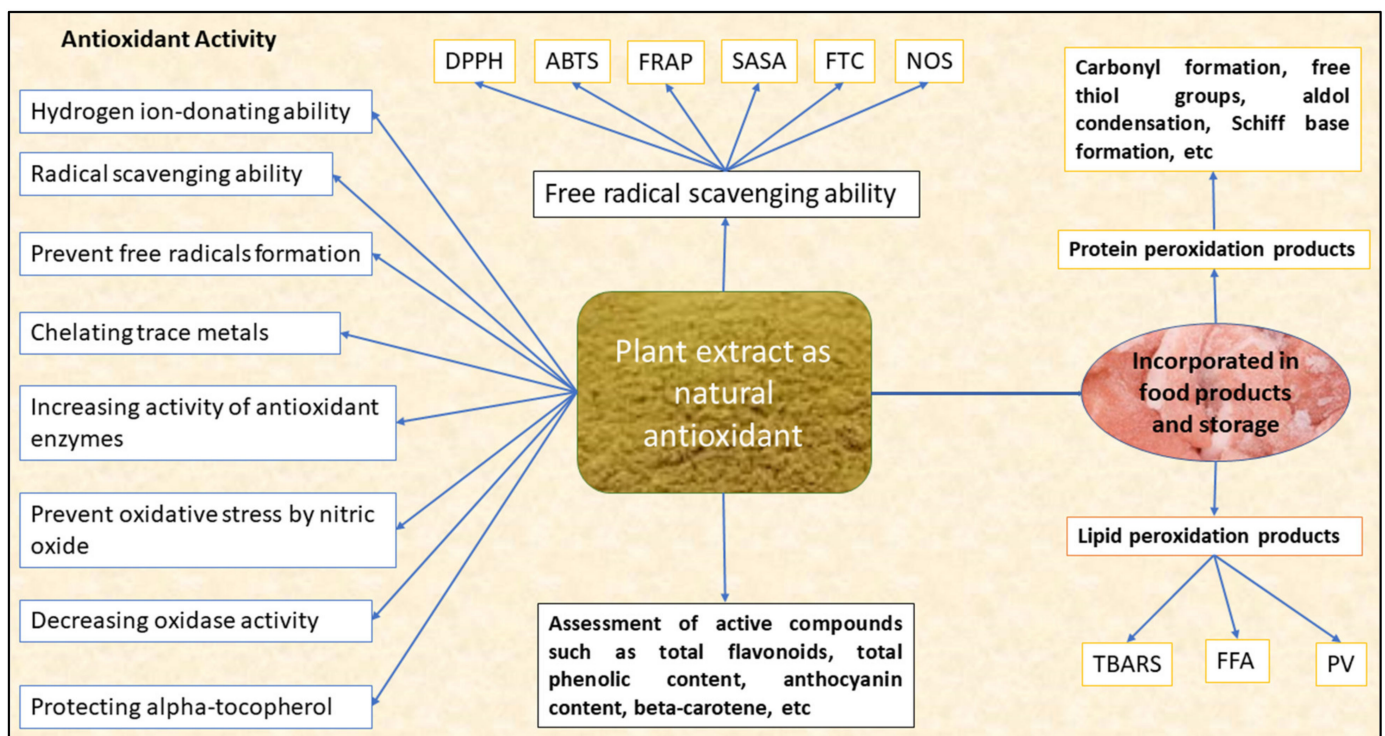 Antioxidant Activity
Hydrogen ion-donating ability
Radical scavenging ability
Prevent free radicals formation
Chelating trace metals
Increasing activity of antioxidant
enzymes
Prevent oxidative stress by nitric
oxide
Decreasing oxidase activity
Protecting alpha-tocopherol
DPPH
ABTS
FRAP
SASA
FTC
NOS
Free radical scavenging ability
Plant extract as
natural
antioxidant
Assessment of active compounds
such as total flavonoids, total
phenolic content, anthocyanin
content, beta-carotene, etc
Carbonyl formation, free
thiol groups, aldol
condensation, Schiff base
formation, etc
Protein peroxidation products
Incorporated in
food products
and storage
Lipid peroxidation products
TBARS
FFA
PV